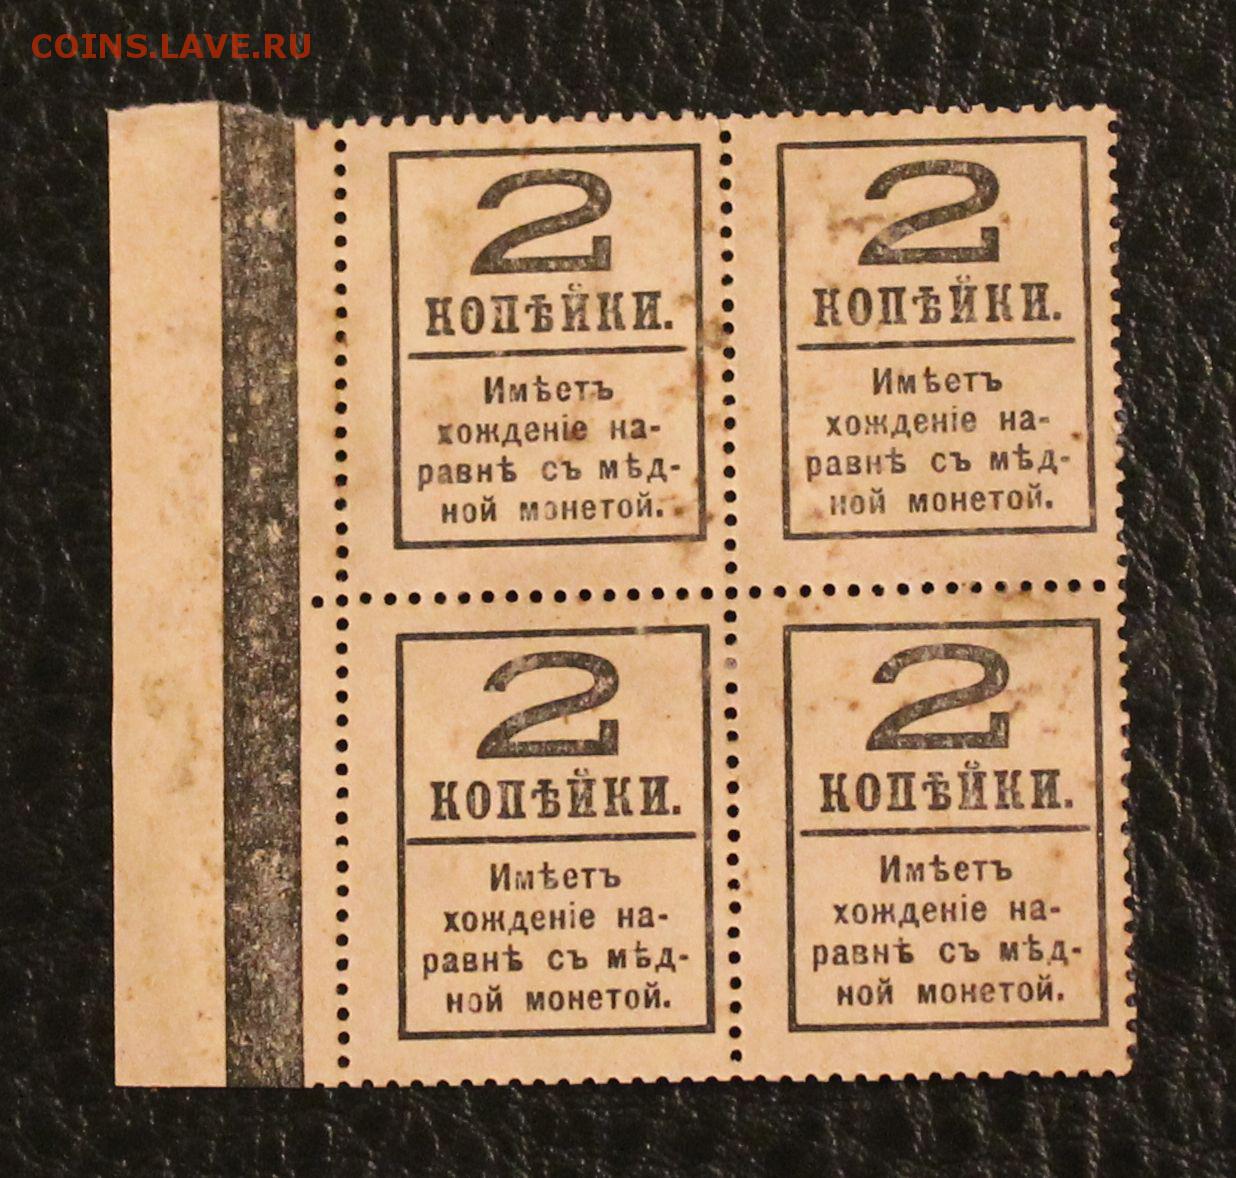 COINS.LAVE.RU
2
КОПѢЙКИ.
Имѣетъ
хожденіе на-
равнѣ съ мѣд-
ной монетой.
2
КОПѢЙКИ.
Имѣетъ
хожденіе на-
равнѣ съ мѣд-
ной монетой.
2
КОПѢЙКИ.
Имѣетъ
хожденіе на-
равнѣ съ мѣд-
ной монетой.
2
КОПѢЙКИ.
Имѣетъ
хожденіе на-
равнѣ съ мѣд-
ной монетой.